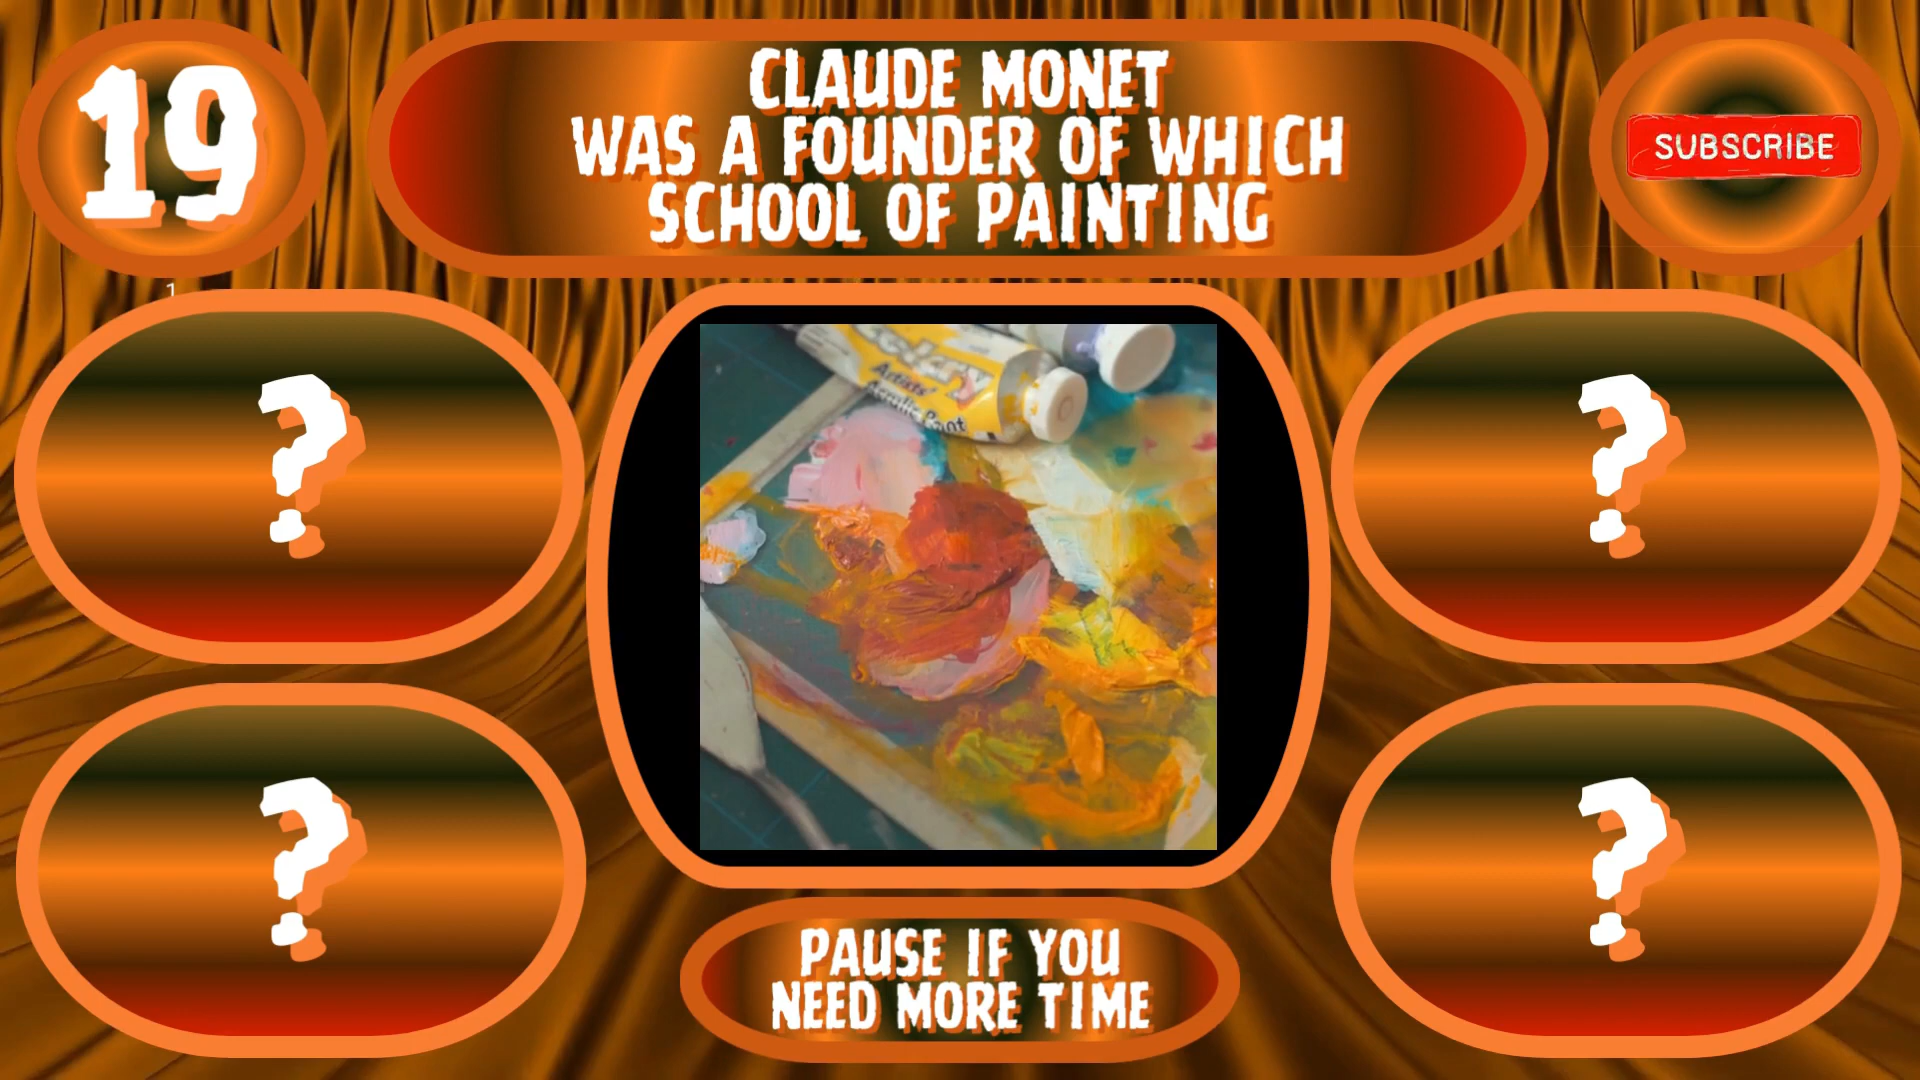 19
CLAUDE MONET
WAS A FOUNDER OF WHICH
SCHOOL OF PAINTING
SUBSCRIBE
1
?
?
Artists'
Acrylic Paint
?
?
PAUSE IF YOU
NEED MORE TIME